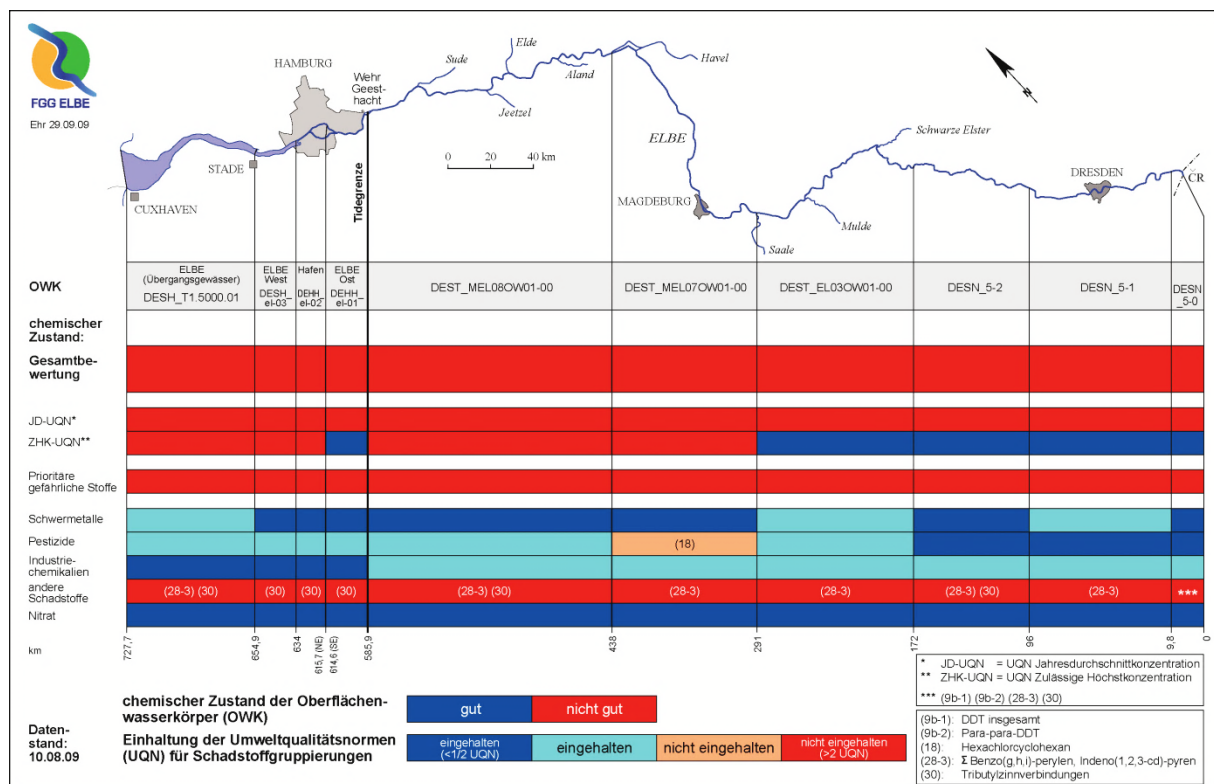 FGG ELBE
Ehr 29.09.09
HAMBURG
STADE
CUXHAVEN
Wehr
Geest-
hacht
Tidegrenze
Sude
Elde
Jeetzel
Aland
Havel
0 20 40 km
ELBE
MAGDEBURG
Saale
Mulde
Schwarze Elster
DRESDEN
ČR
N
OWK
ELBE
(Übergangsgewässer)
DESH_T1.5000.01
ELBE
West
DESH_
el-03
Hafen
DEHH_
el-02
ELBE
Ost
DEHH_
el-01
DEST_MEL08OW01-00
DEST_MEL07OW01-00
DEST_EL03OW01-00
DESN_5-2
DESN_5-1
DESN
_5-0
chemischer
Zustand:
Gesamtbe-
wertung
JD-UQN*
ZHK-UQN**
Prioritäre
gefährliche Stoffe
Schwermetalle
Pestizide
(18)
Industrie-
chemikalien
andere
Schadstoffe
(28-3) (30)
(30)
(30)
(30)
(28-3) (30)
(28-3)
(28-3)
(28-3) (30)
(28-3)
***
Nitrat
km
727,7
654,9
634
615,7 (NE)
614,6 (SE)
585,9
438
291
172
96
9,8
0
* JD-UQN = UQN Jahresdurchschnittkonzentration
** ZHK-UQN = UQN Zulässige Höchstkonzentration
*** (9b-1) (9b-2) (28-3) (30)
(9b-1): DDT insgesamt
(9b-2): Para-para-DDT
(18): Hexachlorcyclohexan
(28-3): Σ Benzo(g,h,i)-perylen, Indeno(1,2,3-cd)-pyren
(30): Tributylzinnverbindungen
Daten-
stand:
10.08.09
chemischer Zustand der Oberflächen-
wasserkörper (OWK)
gut
nicht gut
Einhaltung der Umweltqualitätsnormen
(UQN) für Schadstoffgruppierungen
eingehalten
(<1/2 UQN)
eingehalten
nicht eingehalten
nicht eingehalten
(>2 UQN)